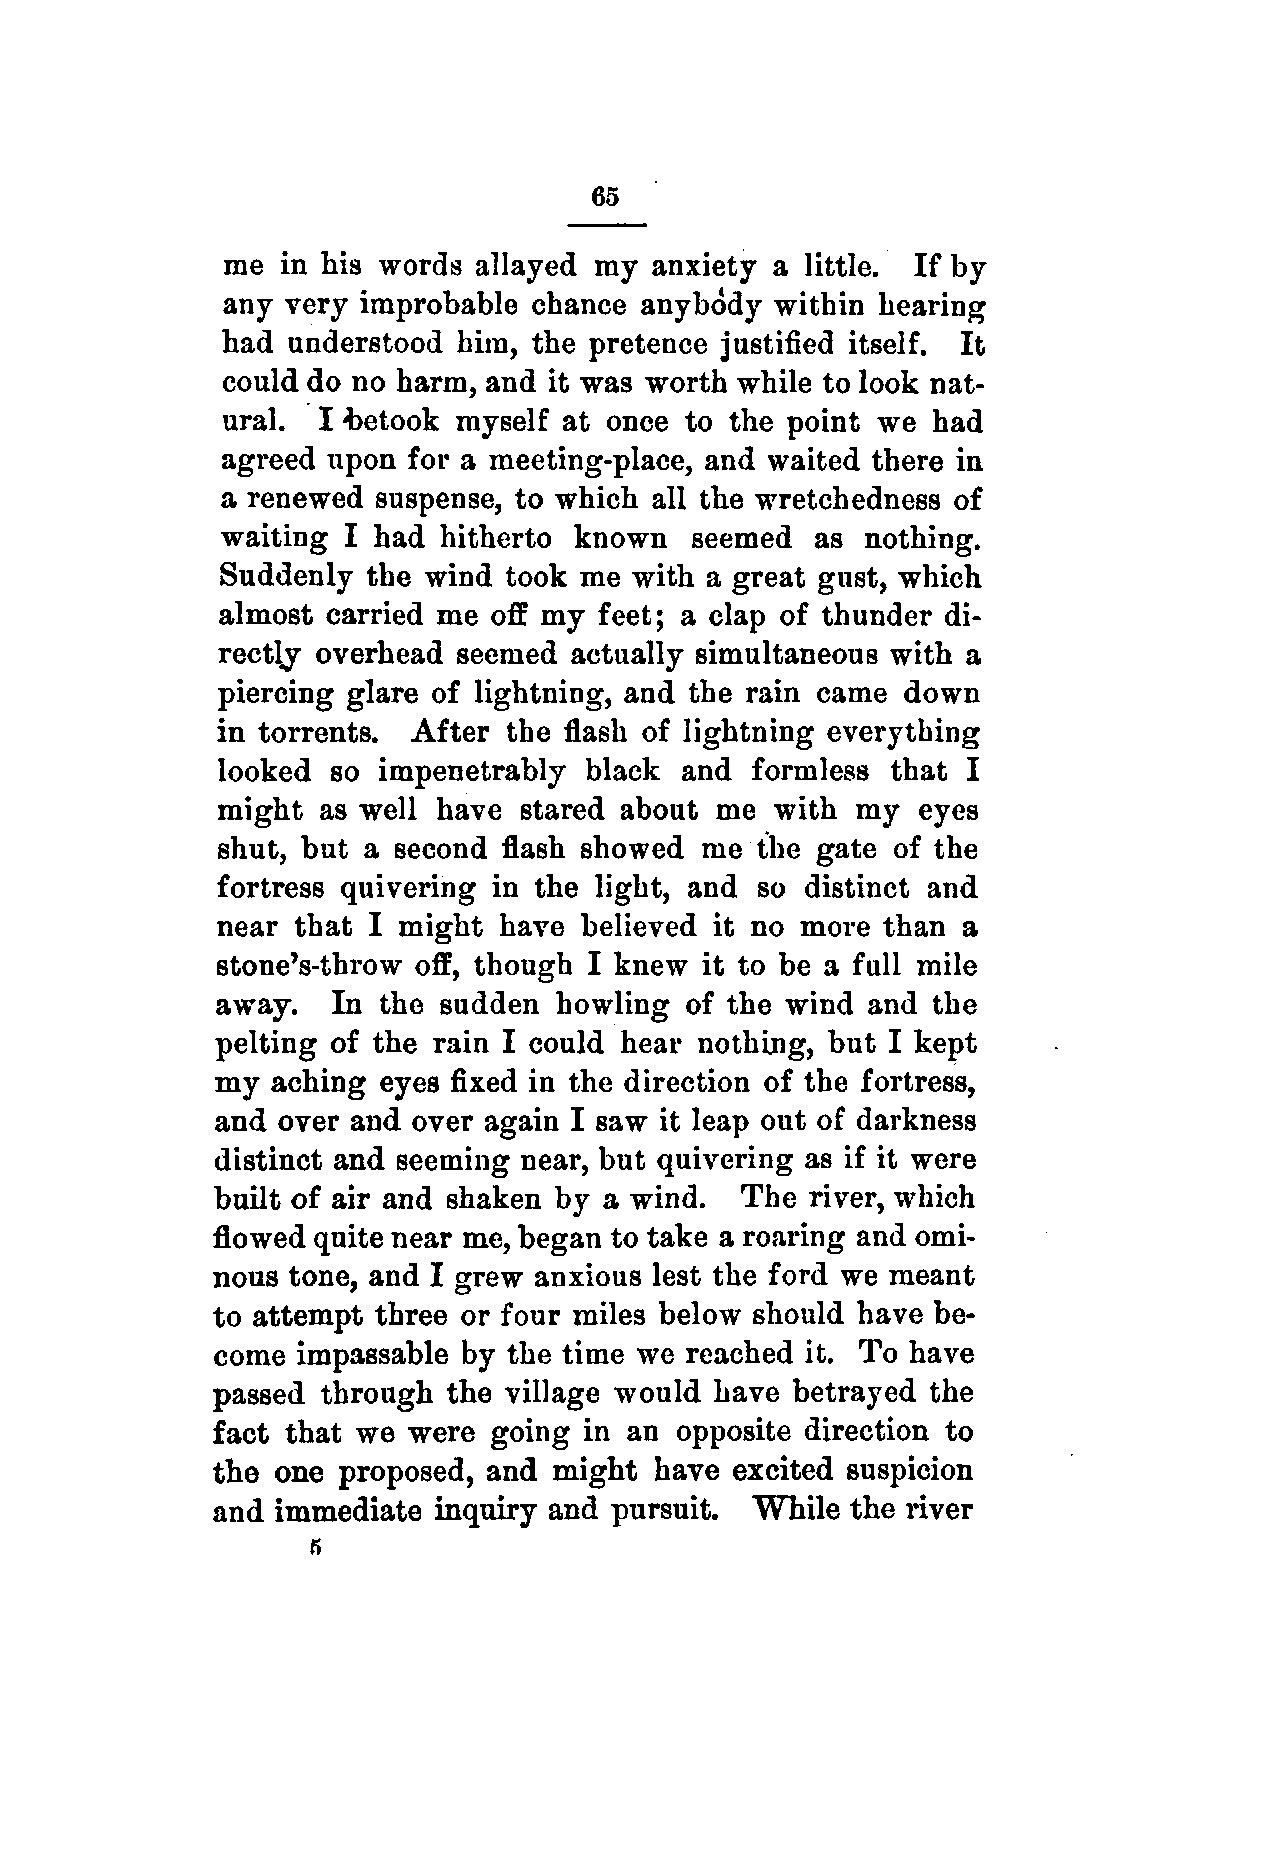 65
me in his words allayed my anxiety a little. If by
any very improbable chance anybody within hearing
had understood him, the pretence justified itself. It
could do no harm, and it was worth while to look nat-
ural. I betook myself at once to the point we had
agreed upon for a meeting-place, and waited there in
a renewed suspense, to which all the wretchedness of
waiting I had hitherto known seemed as nothing.
Suddenly the wind took me with a great gust, which
almost carried me off my feet; a clap of thunder di-
rectly overhead seemed actually simultaneous with a
piercing glare of lightning, and the rain came down
in torrents. After the flash of lightning everything
looked so impenetrably black and formless that I
might as well have stared about me with my eyes
shut, but a second flash showed me the gate of the
fortress quivering in the light, and so distinct and
near that I might have believed it no more than a
stone's-throw off, though I knew it to be a full mile
away. In the sudden howling of the wind and the
pelting of the rain I could hear nothing, but I kept
my aching eyes fixed in the direction of the fortress,
and over and over again I saw it leap out of darkness
distinct and seeming near, but quivering as if it were
built of air and shaken by a wind. The river, which
flowed quite near me, began to take a roaring and omi-
nous tone, and I grew anxious lest the ford we meant
to attempt three or four miles below should have be-
come impassable by the time we reached it. To have
passed through the village would have betrayed the
fact that we were going in an opposite direction to
the one proposed, and might have excited suspicion
and immediate inquiry and pursuit. While the river
5